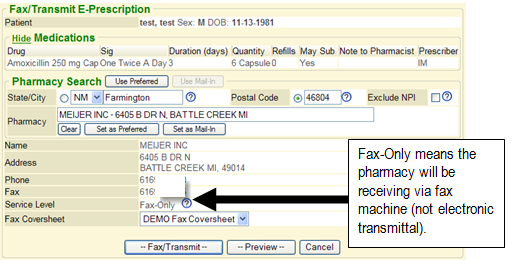 Fax/Transmit E-Prescription
Patient test, test Sex: M DOB: 11-13-1981
Hide Medications
Drug Sig Duration (days) Quantity Refills May Sub Note to Pharmacist Prescriber
Amoxicillin 250 mg Cap One Twice A Day 3 6 Capsule 0 Yes IM
Pharmacy Search Use Preferred Use Mail-In
State/City NM Farmington ? Postal Code 46804 ? Exclude NPI ?
Pharmacy MEIJER INC - 6405 B DR N, BATTLE CREEK MI
Clear Set as Preferred Set as Mail-In
Name MEIJER INC
Address 6405 B DR N
BATTLE CREEK MI, 49014
Phone 616
Fax 616
Service Level Fax-Only ?
Fax Coversheet DEMO Fax Coversheet
-- Fax/Transmit -- -- Preview -- Cancel
Fax-Only means the
pharmacy will be
receiving via fax
machine (not electronic
transmittal).